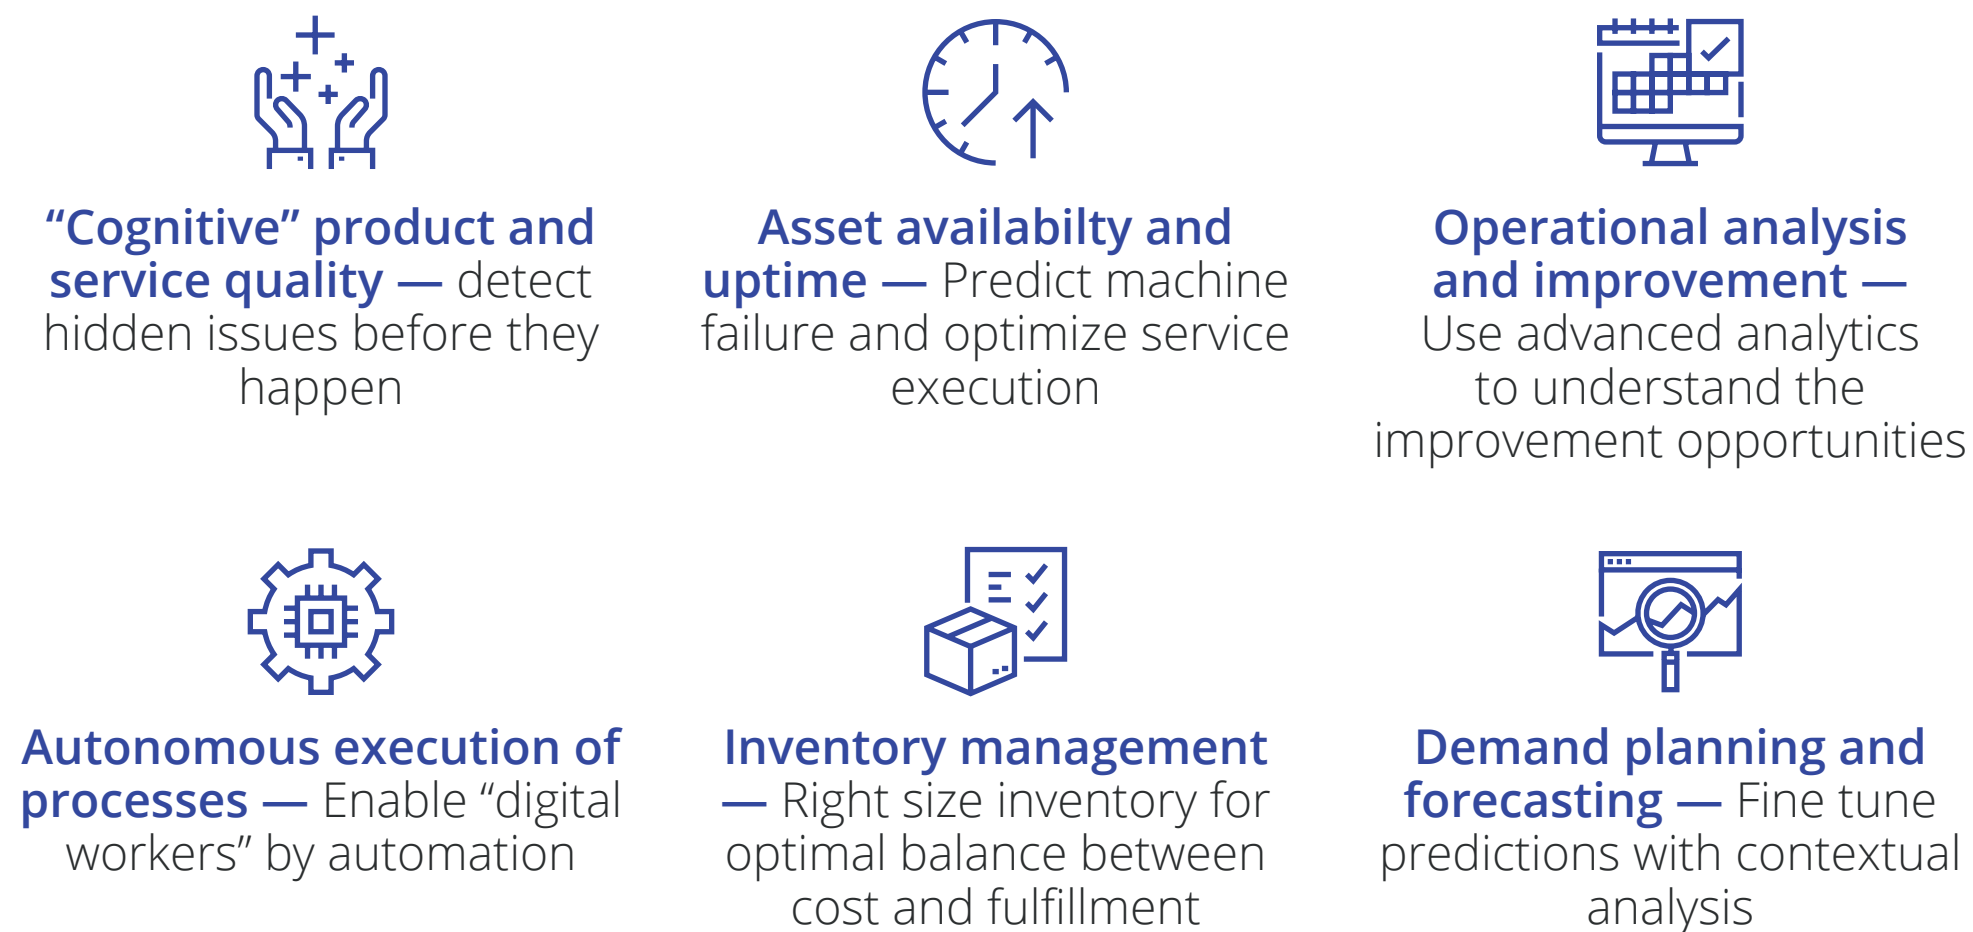 “Cognitive” product and
service quality — detect
hidden issues before they
happen
Asset availabilty and
uptime — Predict machine
failure and optimize service
execution
Operational analysis
and improvement —
Use advanced analytics
to understand the
improvement opportunities
Autonomous execution of
processes — Enable “digital
workers” by automation
Inventory management
— Right size inventory for
optimal balance between
cost and fulfillment
Demand planning and
forecasting — Fine tune
predictions with contextual
analysis